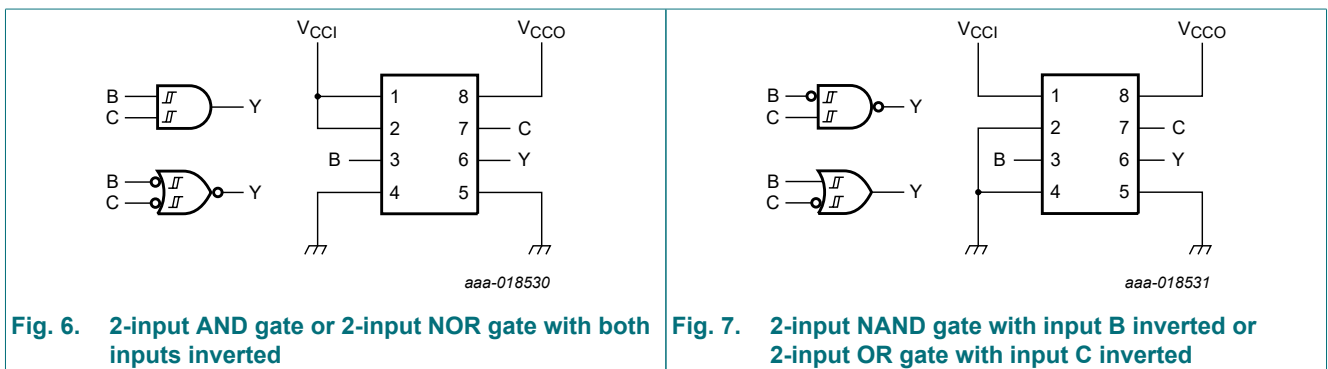 VCCI VCCO
B
C
Y
1 8
2 7 C
B 3 6 Y
4 5
B
C
Y
aaa-018530
Fig. 6. 2-input AND gate or 2-input NOR gate with both
inputs inverted
VCCI VCCO
B
C
Y
1 8
2 7 C
B 3 6 Y
4 5
B
C
Y
aaa-018531
Fig. 7. 2-input NAND gate with input B inverted or
2-input OR gate with input C inverted